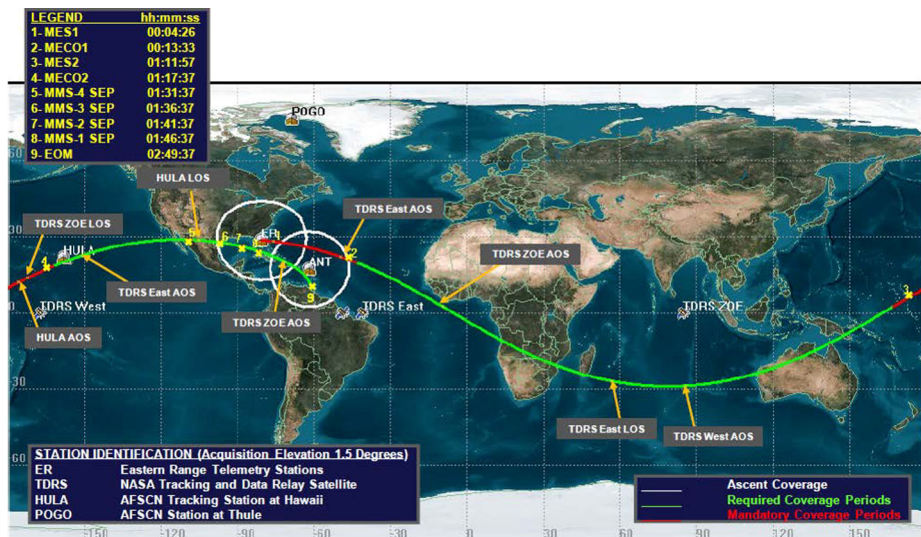 LEGEND hh:mm:ss
1- MES1 00:04:26
2- MECO1 00:13:33
3- MES2 01:11:57
4- MECO2 01:17:37
5- MMS-4 SEP 01:31:37
6- MMS-3 SEP 01:36:37
7- MMS-2 SEP 01:41:37
8- MMS-1 SEP 01:46:37
9- EOM 02:49:37
POGO
60
HULA LOS
TDRS East AOS
TDRS ZOE LOS
30
5
6
7
ER
1
HULA
TDRS ZOE AOS
2
4
ANT
TDRS East AOS
9
3
TDRS West
TDRS East
TDRS ZOE
0
TDRS ZOE AOS
HULA AOS
30
TDRS East LOS
TDRS West AOS
STATION IDENTIFICATION (Acquisition Elevation 1.5 Degrees)
ER Eastern Range Telemetry Stations
TDRS NASA Tracking and Data Relay Satellite
HULA AFSCN Tracking Station at Hawaii
POGO AFSCN Station at Thule
60
Ascent Coverage
Required Coverage Periods
Mandatory Coverage Periods
-150 -120 -90 -60 -30 0 30 60 90 120 150